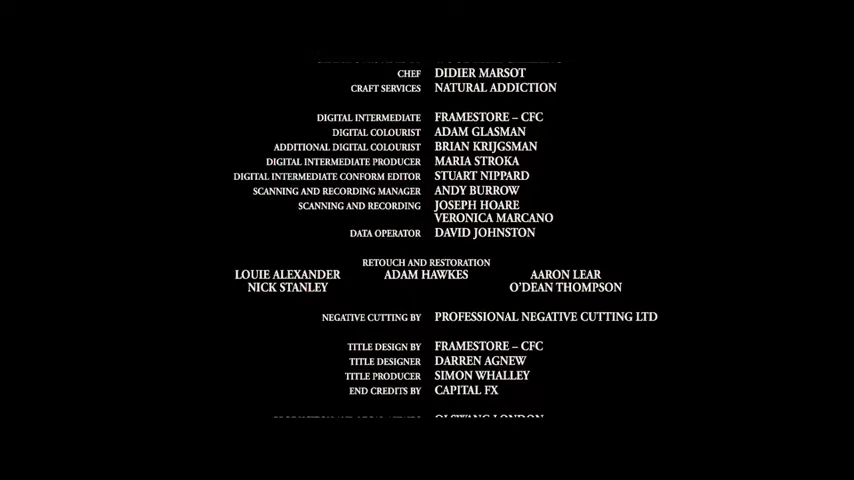 CHEF DIDIER MARSOT
CRAFT SERVICES NATURAL ADDICTION
DIGITAL INTERMEDIATE FRAMESTORE – CFC
DIGITAL COLOURIST ADAM GLASMAN
ADDITIONAL DIGITAL COLOURIST BRIAN KRIJGSMAN
DIGITAL INTERMEDIATE PRODUCER MARIA STROKA
DIGITAL INTERMEDIATE CONFORM EDITOR STUART NIPPARD
SCANNING AND RECORDING MANAGER ANDY BURROW
SCANNING AND RECORDING JOSEPH HOARE
VERONICA MARCANO
DATA OPERATOR DAVID JOHNSTON
RETOUCH AND RESTORATION
LOUIE ALEXANDER ADAM HAWKES AARON LEAR
NICK STANLEY O'DEAN THOMPSON
NEGATIVE CUTTING BY PROFESSIONAL NEGATIVE CUTTING LTD
TITLE DESIGN BY FRAMESTORE – CFC
TITLE DESIGNER DARREN AGNEW
TITLE PRODUCER SIMON WHALLEY
END CREDITS BY CAPITAL FX
OLSWANG LONDON